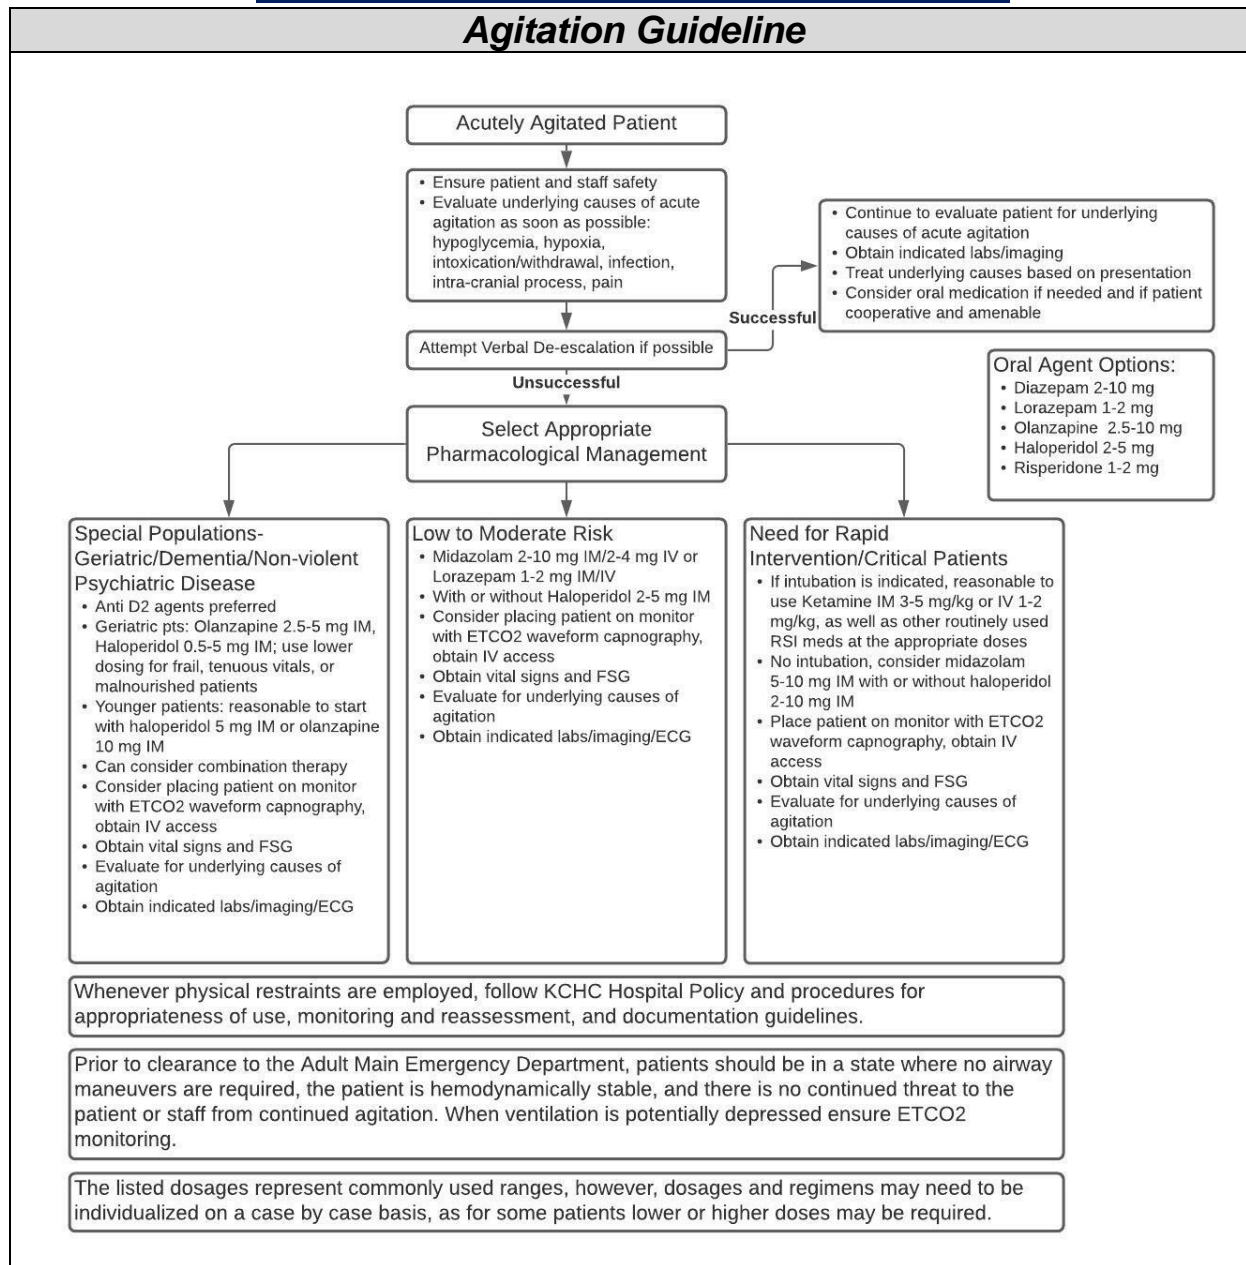 Agitation Guideline
Acutely Agitated Patient
• Ensure patient and staff safety
• Evaluate underlying causes of acute
agitation as soon as possible:
hypoglycemia, hypoxia,
intoxication/withdrawal, infection,
intra-cranial process, pain
• Continue to evaluate patient for underlying
causes of acute agitation
• Obtain indicated labs/imaging
• Treat underlying causes based on presentation
• Consider oral medication if needed and if patient
cooperative and amenable
Successful
Attempt Verbal De-escalation if possible
Unsuccessful
Oral Agent Options:
• Diazepam 2-10 mg
• Lorazepam 1-2 mg
• Olanzapine 2.5-10 mg
• Haloperidol 2-5 mg
• Risperidone 1-2 mg
Select Appropriate
Pharmacological Management
Special Populations-
Geriatric/Dementia/Non-violent
Psychiatric Disease
• Anti D2 agents preferred
• Geriatric pts: Olanzapine 2.5-5 mg IM,
Haloperidol 0.5-5 mg IM; use lower
dosing for frail, tenuous vitals, or
malnourished patients
• Younger patients: reasonable to start
with haloperidol 5 mg IM or olanzapine
10 mg IM
• Can consider combination therapy
• Consider placing patient on monitor
with ETCO2 waveform capnography,
obtain IV access
• Obtain vital signs and FSG
• Evaluate for underlying causes of
agitation
• Obtain indicated labs/imaging/ECG
Low to Moderate Risk
• Midazolam 2-10 mg IM/2-4 mg IV or
Lorazepam 1-2 mg IM/IV
• With or without Haloperidol 2-5 mg IM
• Consider placing patient on monitor
with ETCO2 waveform capnography,
obtain IV access
• Obtain vital signs and FSG
• Evaluate for underlying causes of
agitation
• Obtain indicated labs/imaging/ECG
Need for Rapid
Intervention/Critical Patients
• If intubation is indicated, reasonable to
use Ketamine IM 3-5 mg/kg or IV 1-2
mg/kg, as well as other routinely used
RSI meds at the appropriate doses
• No intubation, consider midazolam
5-10 mg IM with or without haloperidol
2-10 mg IM
• Place patient on monitor with ETCO2
waveform capnography, obtain IV
access
• Obtain vital signs and FSG
• Evaluate for underlying causes of
agitation
• Obtain indicated labs/imaging/ECG
Whenever physical restraints are employed, follow KCHC Hospital Policy and procedures for
appropriateness of use, monitoring and reassessment, and documentation guidelines.
Prior to clearance to the Adult Main Emergency Department, patients should be in a state where no airway
maneuvers are required, the patient is hemodynamically stable, and there is no continued threat to the
patient or staff from continued agitation. When ventilation is potentially depressed ensure ETCO2
monitoring.
The listed dosages represent commonly used ranges, however, dosages and regimens may need to be
individualized on a case by case basis, as for some patients lower or higher doses may be required.